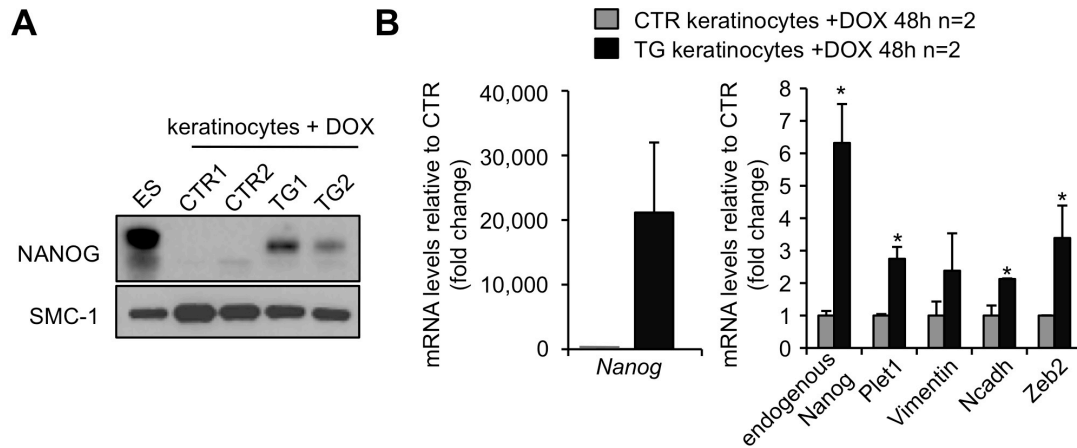 A
keratinocytes + DOX
ES
CTR1
CTR2
TG1
TG2
NANOG
SMC-1
B
CTR keratinocytes +DOX 48h n=2
TG keratinocytes +DOX 48h n=2
mRNA levels relative to CTR
(fold change)
40,000
30,000
20,000
10,000
0
Nanog
mRNA levels relative to CTR
(fold change)
8
7
6
5
4
3
2
1
0
*
*
*
*
endogenous
Nanog
Plet1
Vimentin
Ncadh
Zeb2